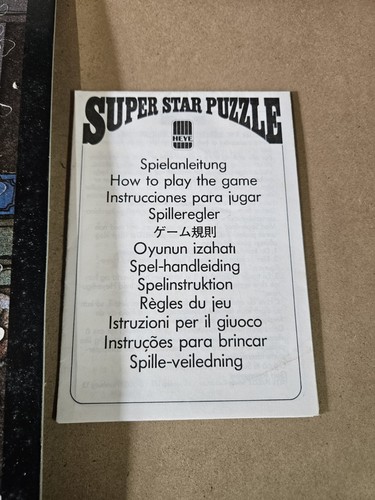 SUPER STAR PUZZLE
HEYE
Spielanleitung
How to play the game
Instrucciones para jugar
Spilleregler
ゲーム規則
Oyunun izahatı
Spel-handleiding
Spelinstruktion
Règles du jeu
Istruzioni per il giuoco
Instruções para brincar
Spille-veiledning